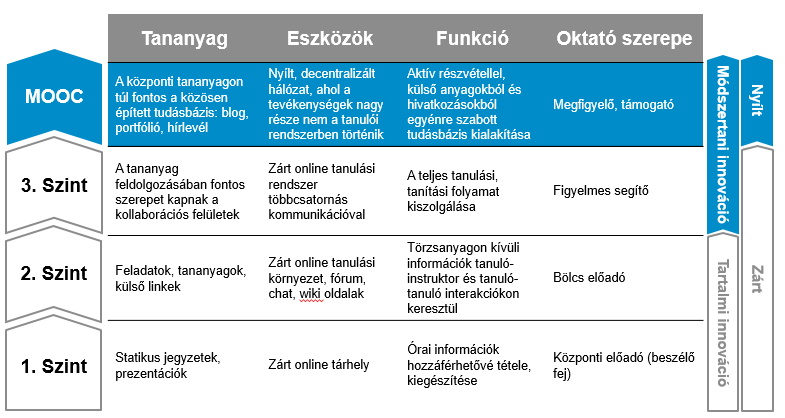 Tananyag
Eszközök
Funkció
Oktató szerepe
MOOC
A központi tananyagon
túl fontos a közösen
épített tudásbázis: blog,
portfólió, hírlevél
Nyílt, decentralizált
hálózat, ahol a
tevékenységek nagy
része nem a tanulói
rendszerben történik
Aktív részvétellel,
külső anyagokból és
hivatkozásokból
egyénre szabott
tudásbázis kialakítása
Megfigyelő, támogató
3. Szint
A tananyag
feldolgozásában fontos
szerepet kapnak a
kollaborációs felületek
Zárt online tanulási
rendszer
többcsatornás
kommunikációval
A teljes tanulási,
tanítási folyamat
kiszolgálása
Figyelmes segítő
2. Szint
Feladatok, tananyagok,
külső linkek
Zárt online tanulási
környezet, fórum,
chat, wiki oldalak
Törzsanyagon kívüli
információk tanuló-
instruktor és tanuló-
tanuló interakciókon
keresztül
Bölcs előadó
1. Szint
Statikus jegyzetek,
prezentációk
Zárt online tárhely
Órai információk
hozzáférhetővé tétele,
kiegészítése
Központi előadó (beszélő
fej)
Módszertani innováció
Tartalmi innováció
Nyílt
Zárt